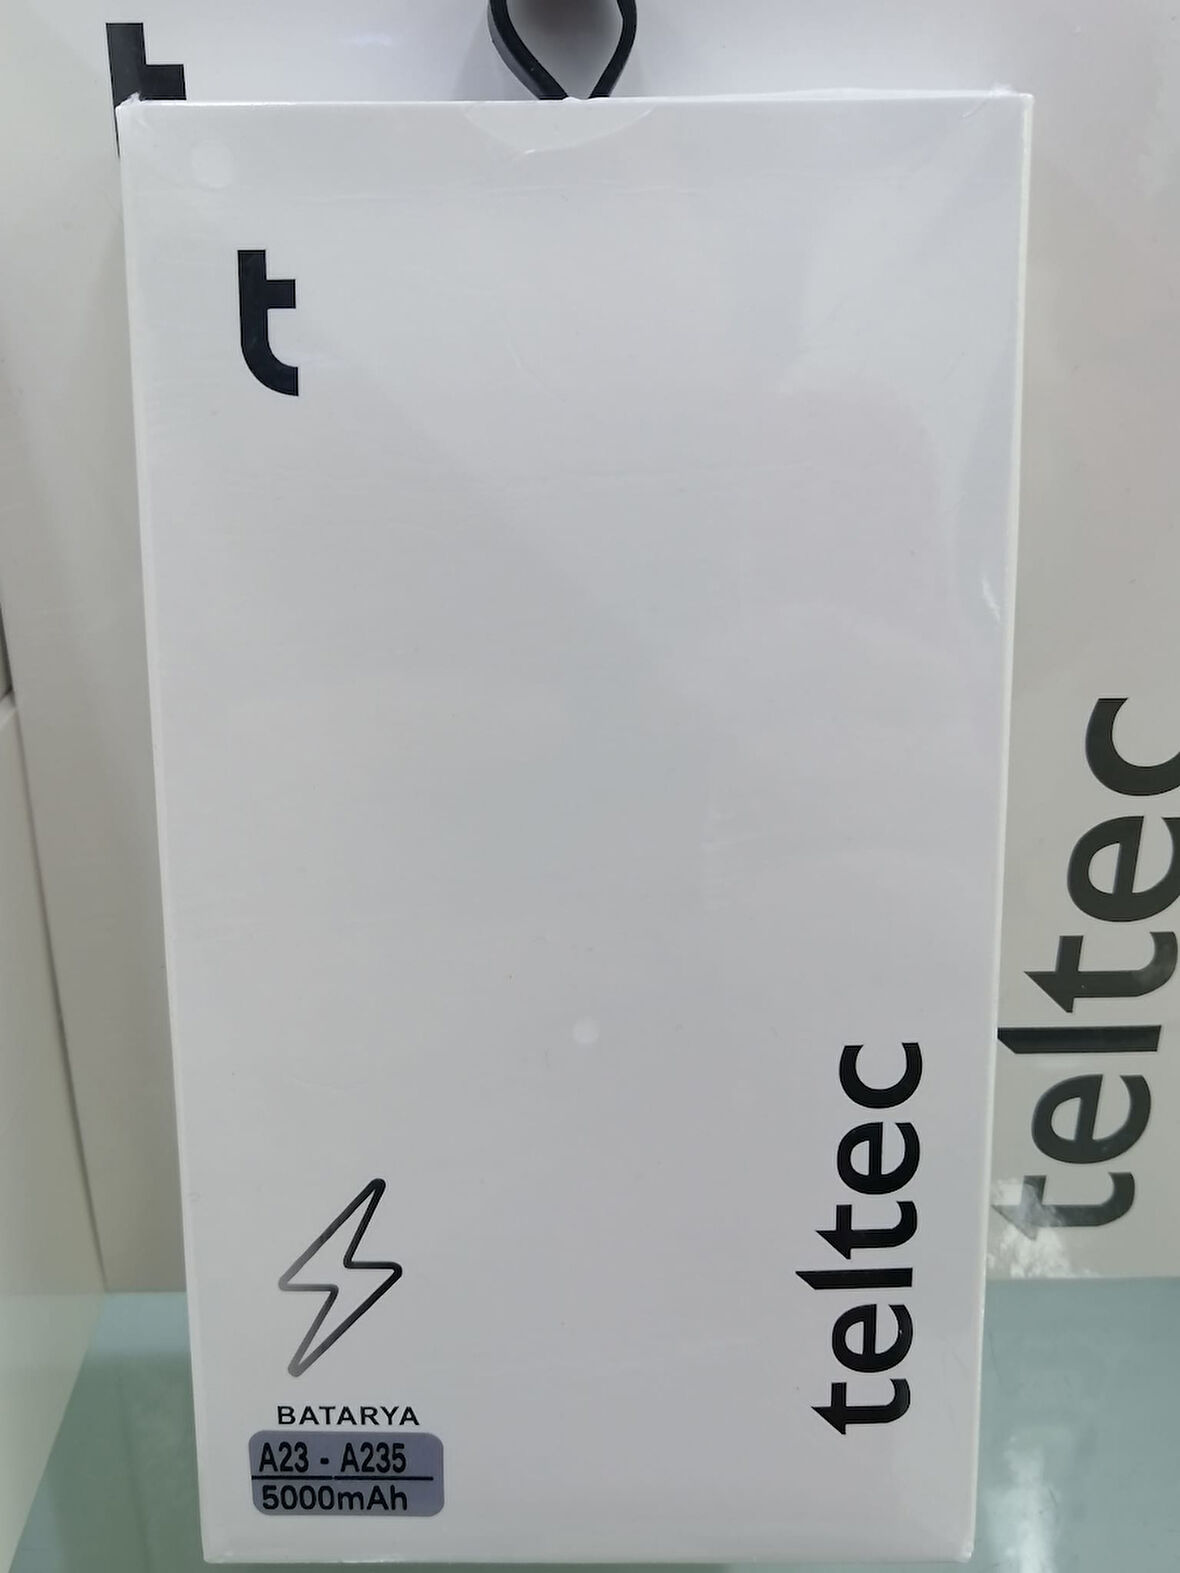 t
t
teltec
teltec
BATARYA
A23 - A235
5000mAh